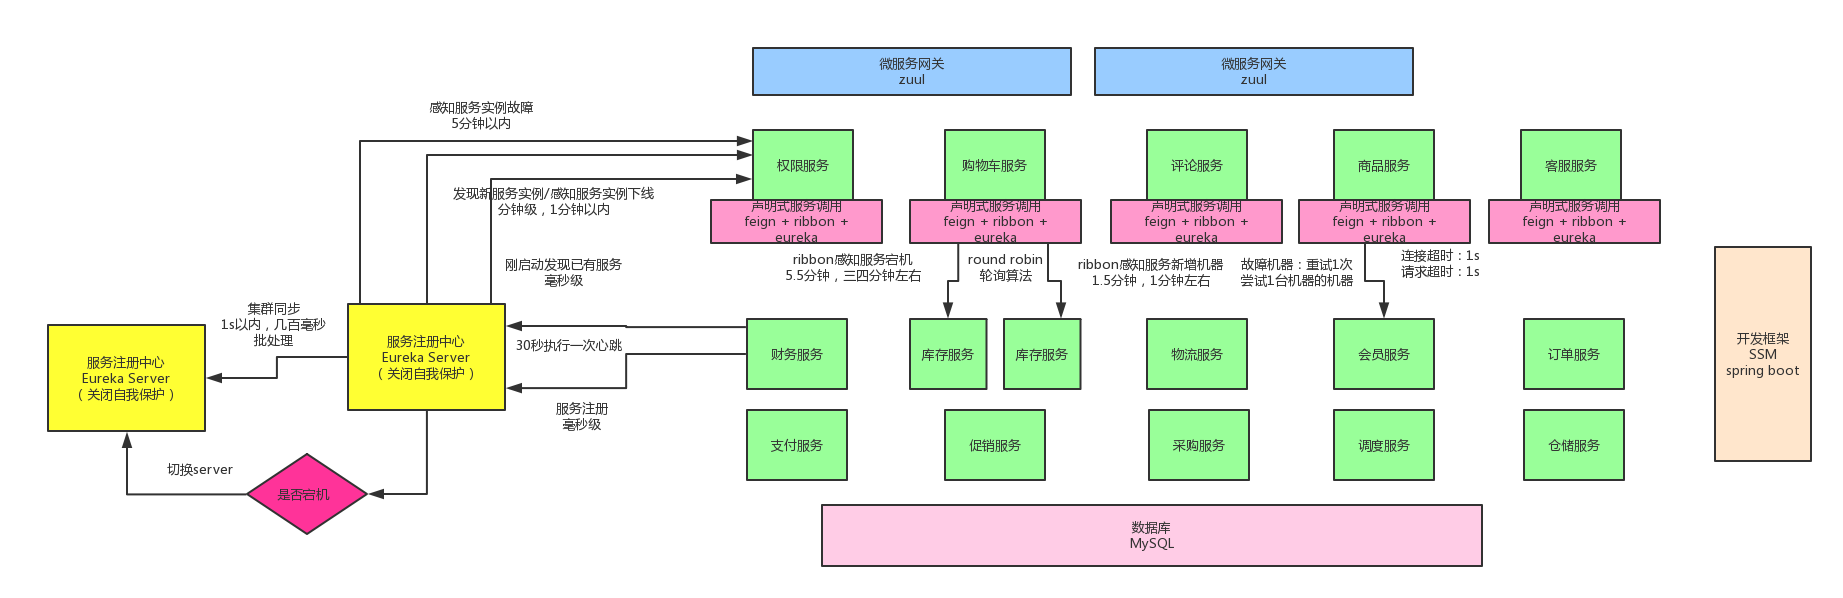 微服务网关
zuul
微服务网关
zuul
感知服务实例故障
5分钟以内
权限服务
购物车服务
评论服务
商品服务
客服服务
发现新服务实例/感知服务实例下线
分钟级，1分钟以内
声明式服务调用
feign + ribbon +
eureka
声明式服务调用
feign + ribbon +
eureka
声明式服务调用
feign + ribbon +
eureka
声明式服务调用
feign + ribbon +
eureka
声明式服务调用
feign + ribbon +
eureka
刚启动发现已有服务
毫秒级
ribbon感知服务宕机
5.5分钟，三四分钟左右
round robin
轮询算法
ribbon感知服务新增机器
1.5分钟，1分钟左右
故障机器：重试1次
尝试1台机器的机器
连接超时：1s
请求超时：1s
集群同步
1s以内，几百毫秒
批处理
服务注册中心
Eureka Server
（关闭自我保护）
服务注册中心
Eureka Server
（关闭自我保护）
30秒执行一次心跳
服务注册
毫秒级
财务服务
库存服务
库存服务
物流服务
会员服务
订单服务
开发框架
SSM
spring boot
支付服务
促销服务
采购服务
调度服务
仓储服务
切换server
是否宕机
数据库
MySQL